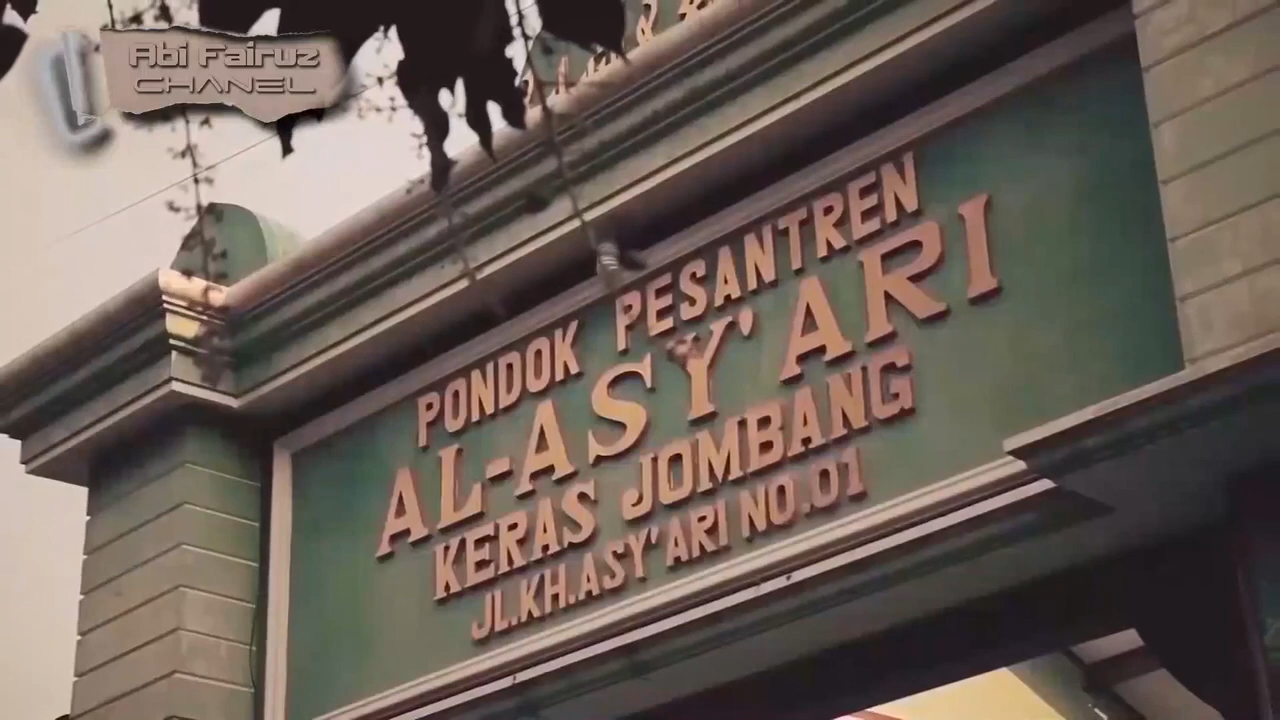 Abi Fairuz
CHANEL
PONDOK PESANTREN
AL-ASY'ARI
KERAS JOMBANG
JL.KH.ASY'ARI NO.01